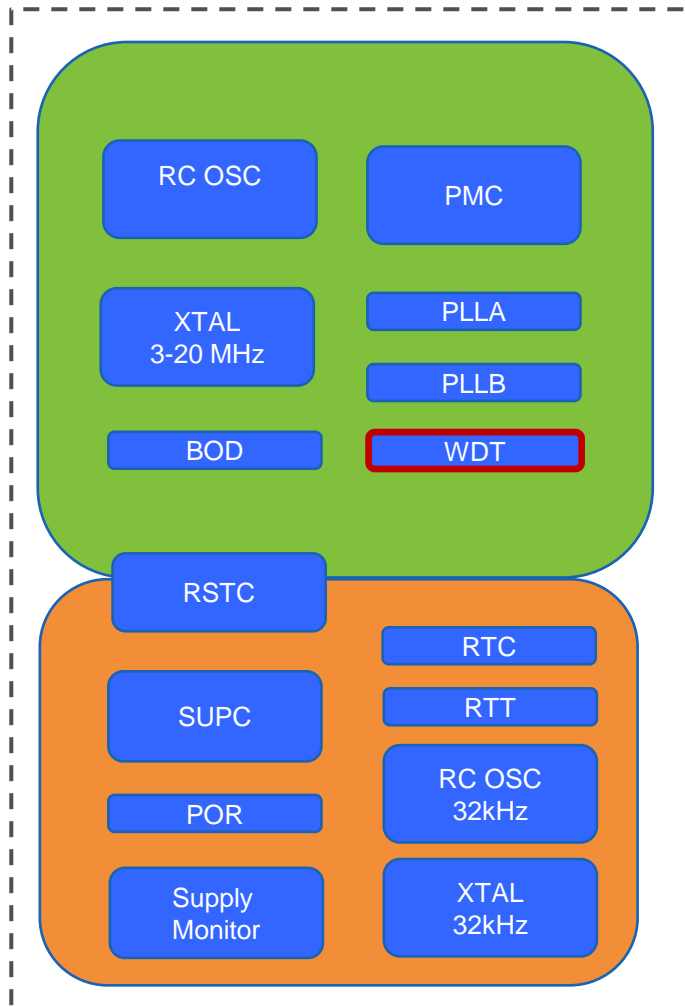 RC OSC
PMC
XTAL
3-20 MHz
PLLA
PLLB
BOD
WDT
RSTC
RTC
SUPC
RTT
RC OSC
32kHz
POR
Supply
Monitor
XTAL
32kHz